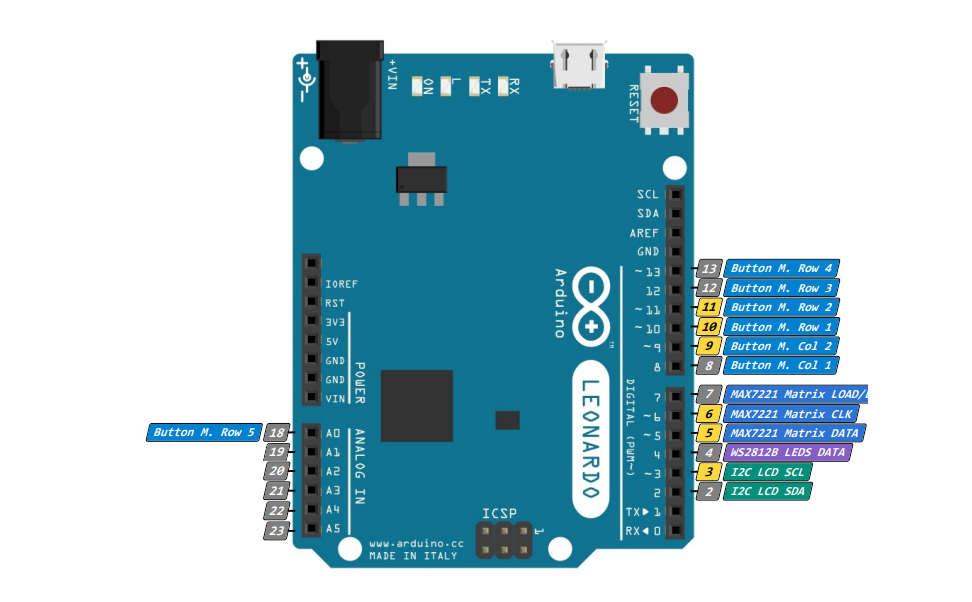 +VIN
ON
L
TX
RX
RESET
SCL
SDA
AREF
GND
~13 13 Button M. Row 4
12 12 Button M. Row 3
~11 11 Button M. Row 2
~10 10 Button M. Row 1
~9 9 Button M. Col 2
8 8 Button M. Col 1
7 7 MAX7221 Matrix LOAD/
~6 6 MAX7221 Matrix CLK
~5 5 MAX7221 Matrix DATA
4 4 WS2812B LEDS DATA
~3 3 I2C LCD SCL
2 2 I2C LCD SDA
TX▶ 1
RX◀ 0
DIGITAL (PWM~)
Arduino
LEONARDO
IOREF
RST
3V3
5V
GND
GND
VIN
POWER
Button M. Row 5 18 A0
19 A1
20 A2
21 A3
22 A4
23 A5
ANALOG IN
ICSP
1
www.arduino.cc
MADE IN ITALY